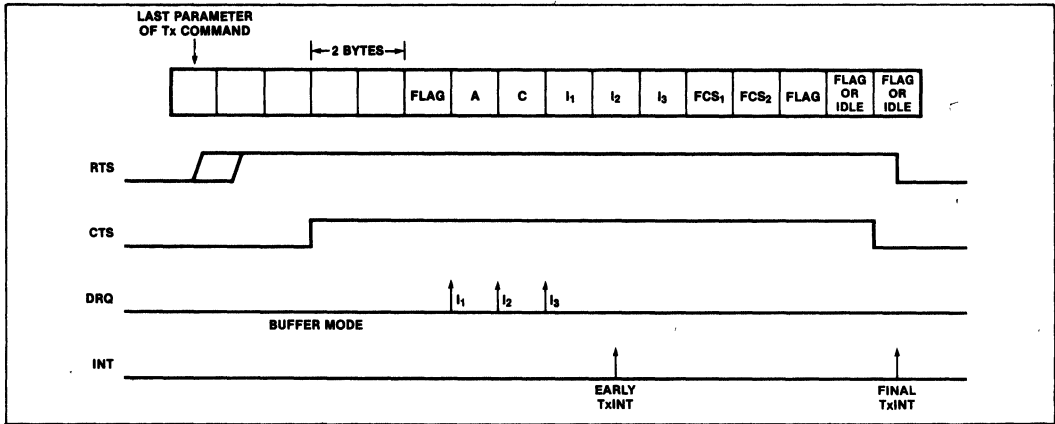 LAST PARAMETER
OF Tx COMMAND
2 BYTES
FLAG A C I₁ I₂ I₃ FCS₁ FCS₂ FLAG FLAG OR IDLE FLAG OR IDLE
RTS
CTS
DRQ I₁ I₂ I₃
BUFFER MODE
INT
EARLY
TxINT
FINAL
TxINT